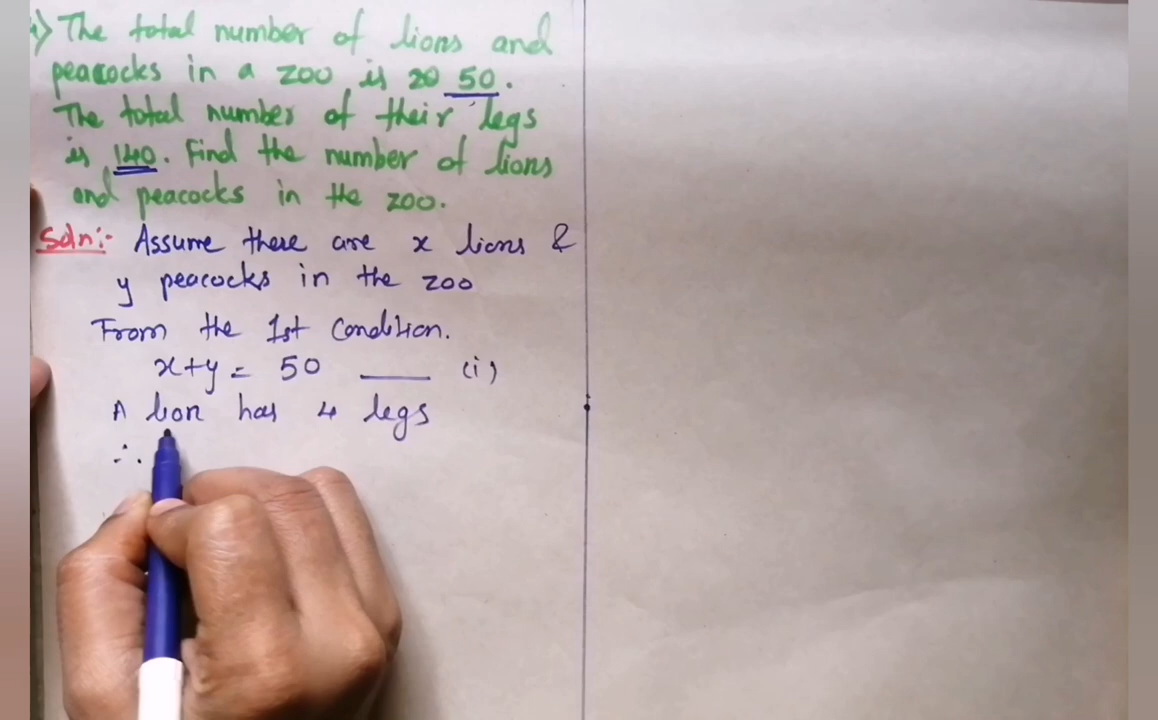 The total number of lions and
peacocks in a zoo is 20 50.
The total number of their legs
is 140. Find the number of lions
and peacocks in the zoo.
Soln:- Assume there are x lions &
y peacocks in the zoo
From the 1st Condition.
x+y = 50 ___ (i)
A lion has 4 legs
∴